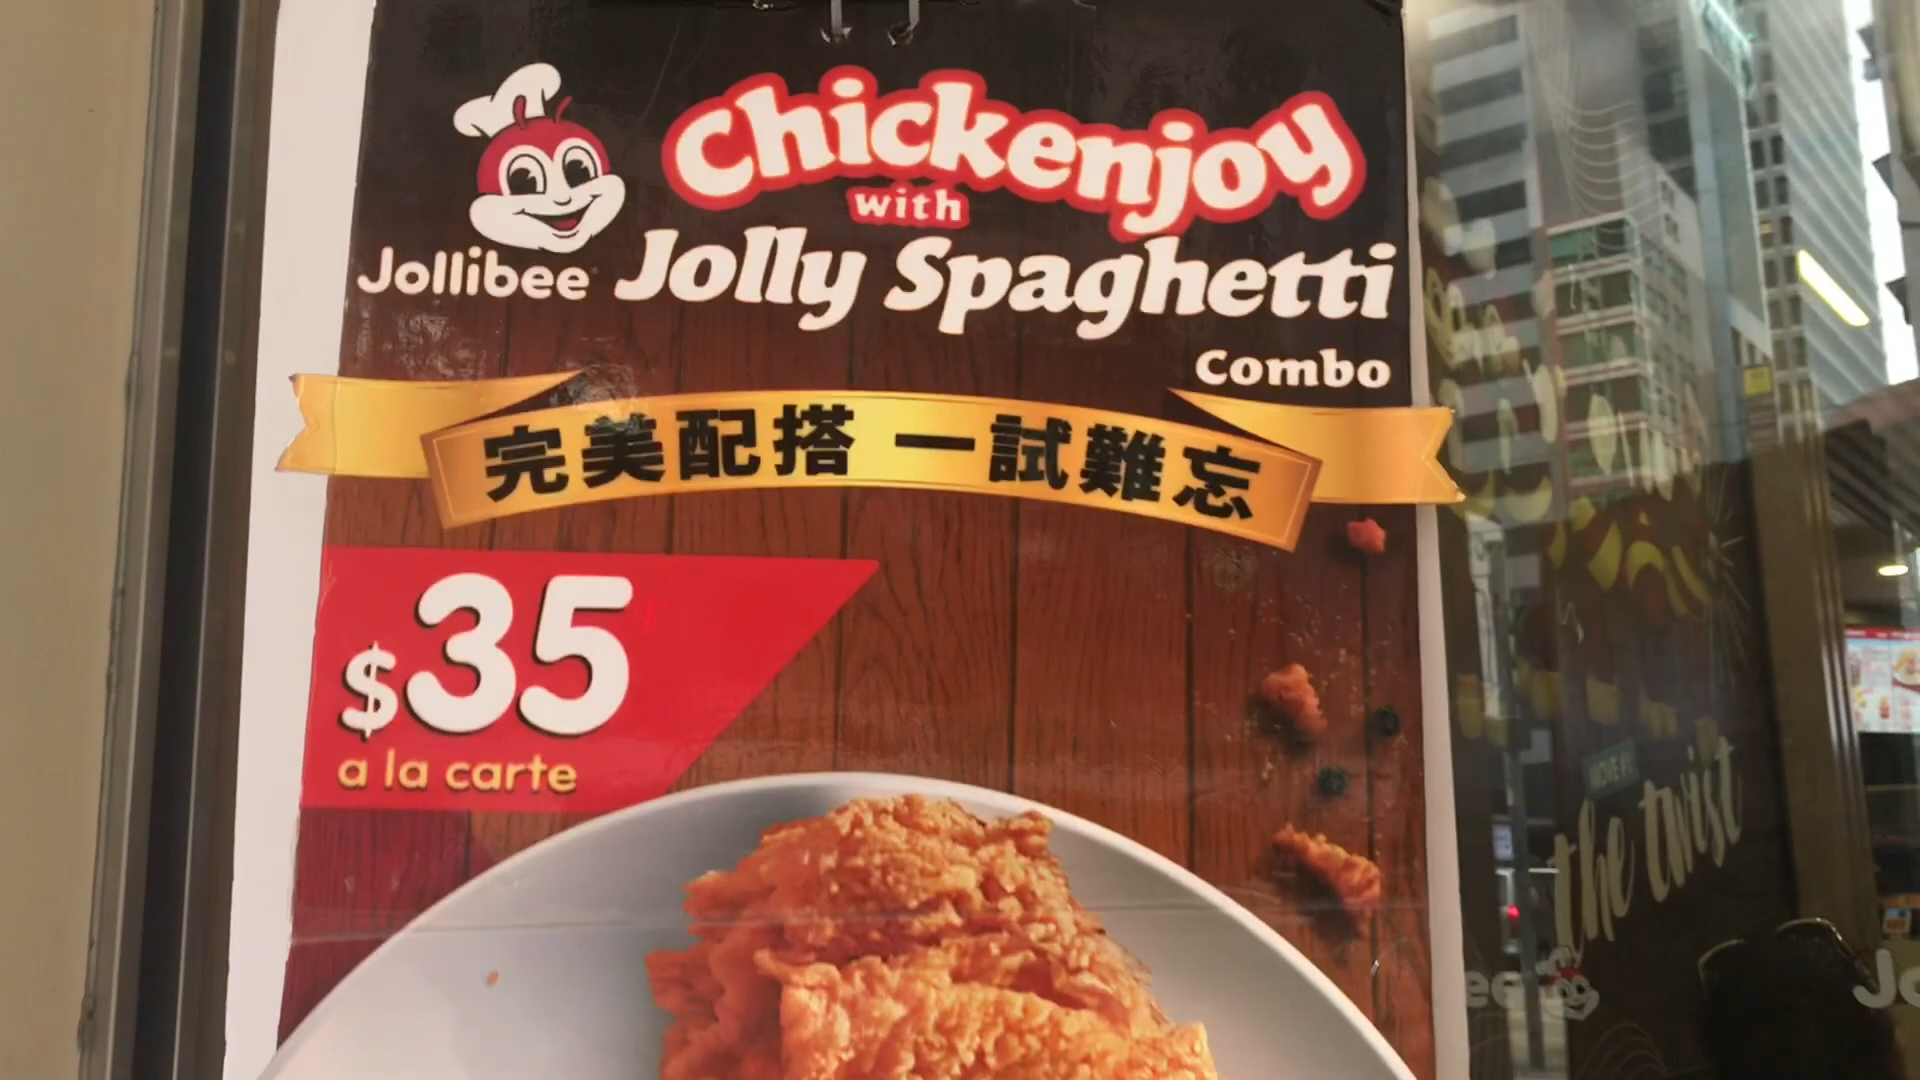 Chickenjoy
with
Jollibee Jolly Spaghetti
Combo
完美配搭 一試難忘
$35
a la carte
the twist
Jo